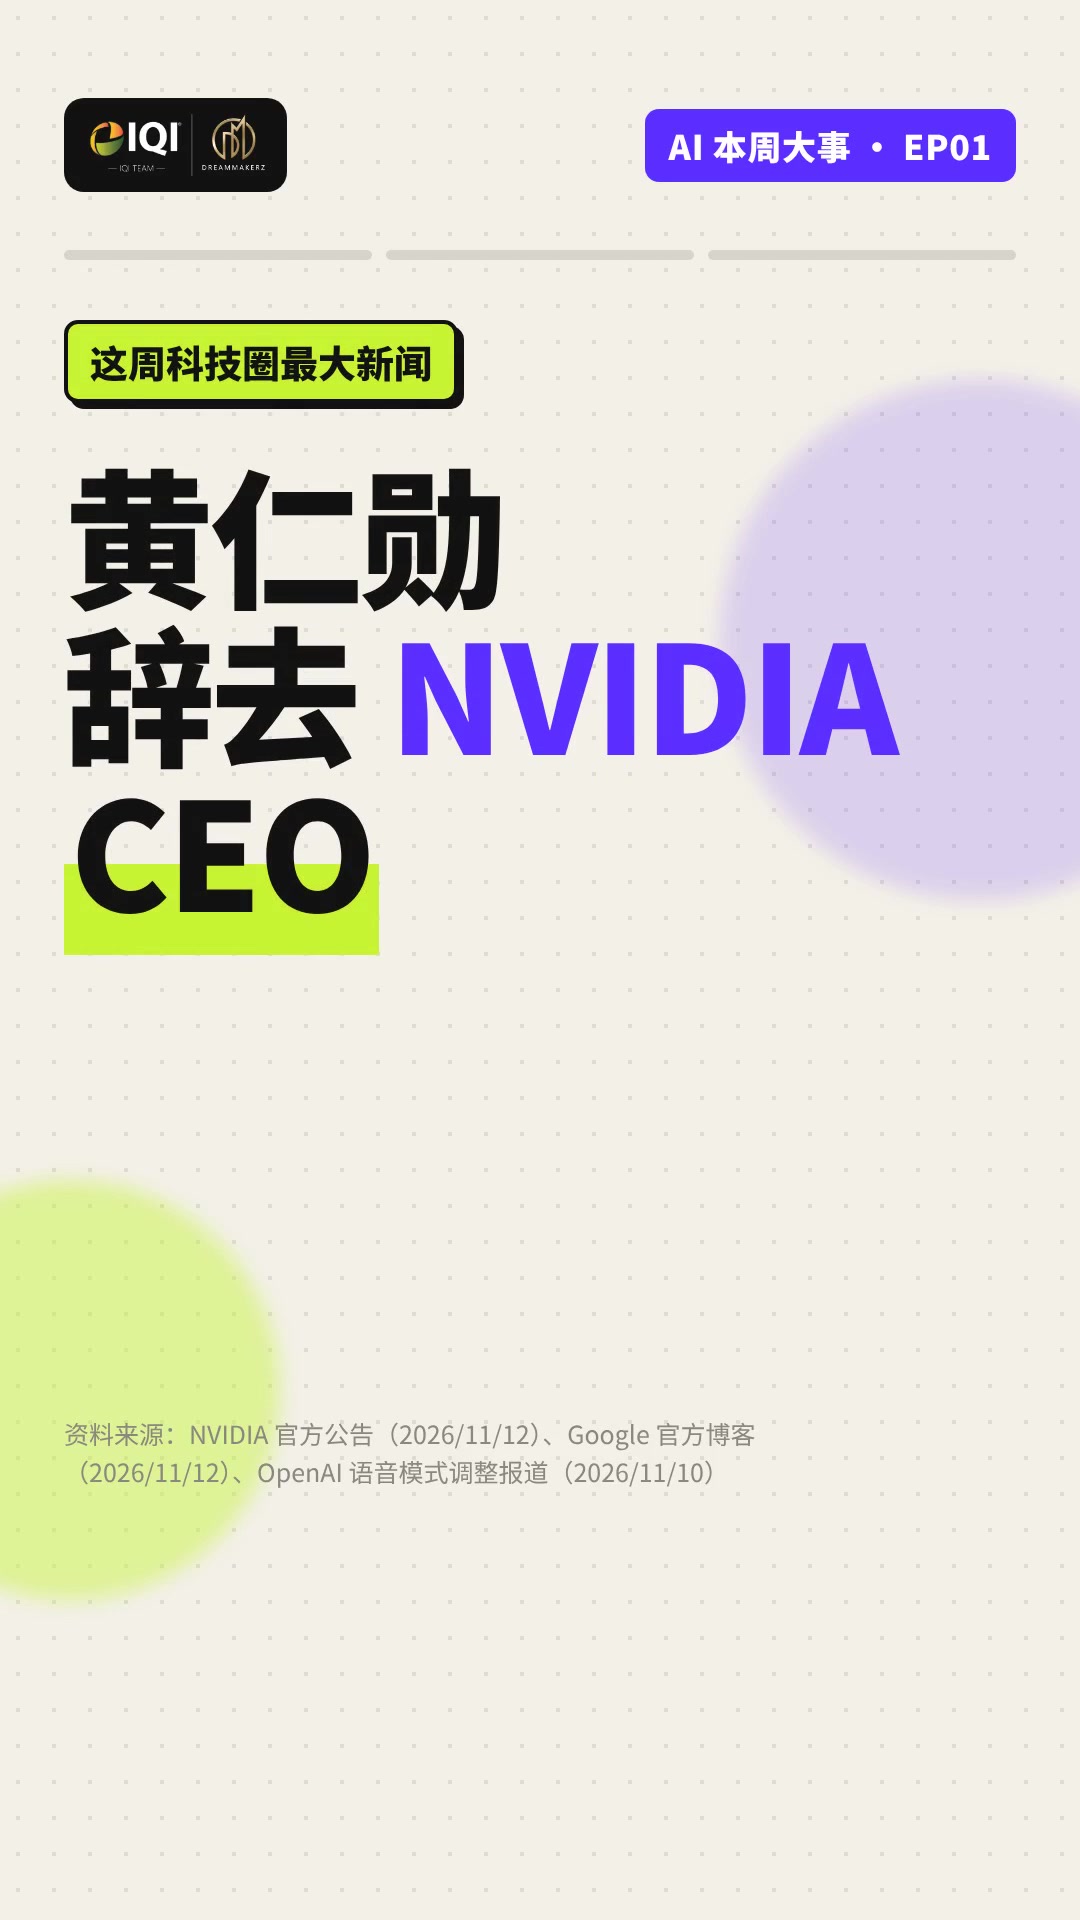 IQI
— IQI TEAM —
DREAMMAKERZ
AI 本周大事 · EP01
这周科技圈最大新闻
黄仁勋
辞去 NVIDIA
CEO
资料来源：NVIDIA 官方公告（2026/11/12）、Google 官方博客
（2026/11/12）、OpenAI 语音模式调整报道（2026/11/10）